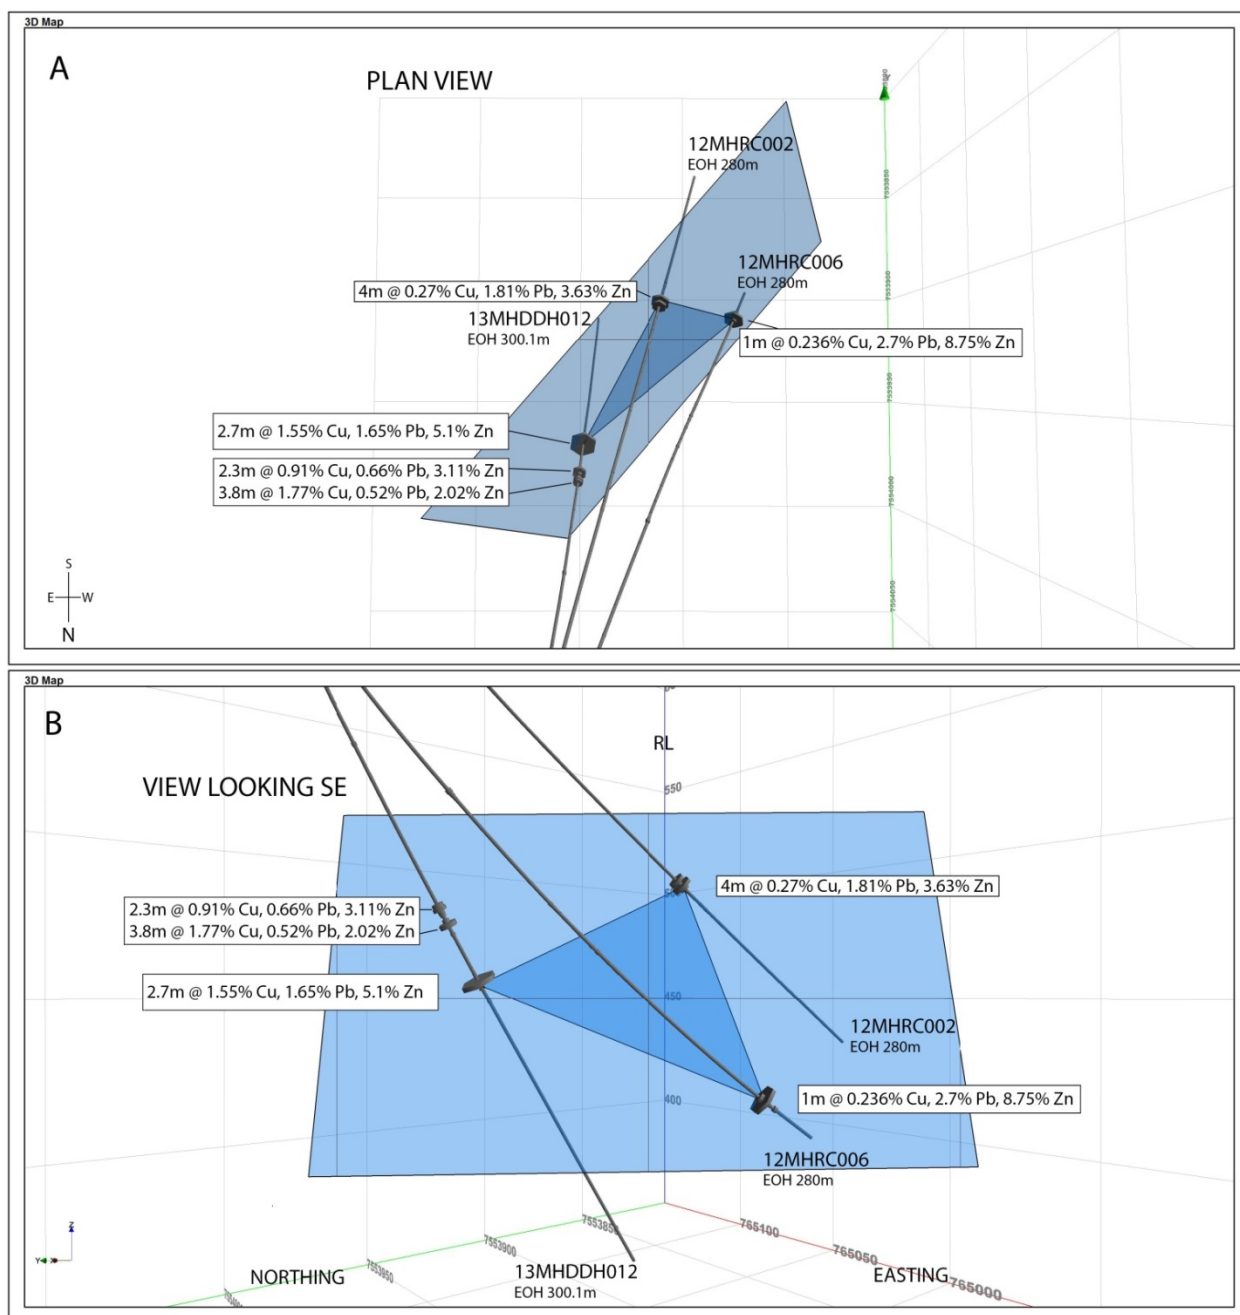 3D Map
A
PLAN VIEW
12MHRC002
EOH 280m
12MHRC006
EOH 280m
4m @ 0.27% Cu, 1.81% Pb, 3.63% Zn
13MHDDH012
EOH 300.1m
1m @ 0.236% Cu, 2.7% Pb, 8.75% Zn
2.7m @ 1.55% Cu, 1.65% Pb, 5.1% Zn
2.3m @ 0.91% Cu, 0.66% Pb, 3.11% Zn
3.8m @ 1.77% Cu, 0.52% Pb, 2.02% Zn
7553850
7553900
7553950
7554000
7554050
S
E W
N
3D Map
B
RL
VIEW LOOKING SE
550
4m @ 0.27% Cu, 1.81% Pb, 3.63% Zn
2.3m @ 0.91% Cu, 0.66% Pb, 3.11% Zn
3.8m @ 1.77% Cu, 0.52% Pb, 2.02% Zn
2.7m @ 1.55% Cu, 1.65% Pb, 5.1% Zn
450
12MHRC002
EOH 280m
400
1m @ 0.236% Cu, 2.7% Pb, 8.75% Zn
12MHRC006
EOH 280m
Z
Y X
7553850
7553900
7553950
765100
765050
765000
NORTHING
13MHDDH012
EOH 300.1m
EASTING